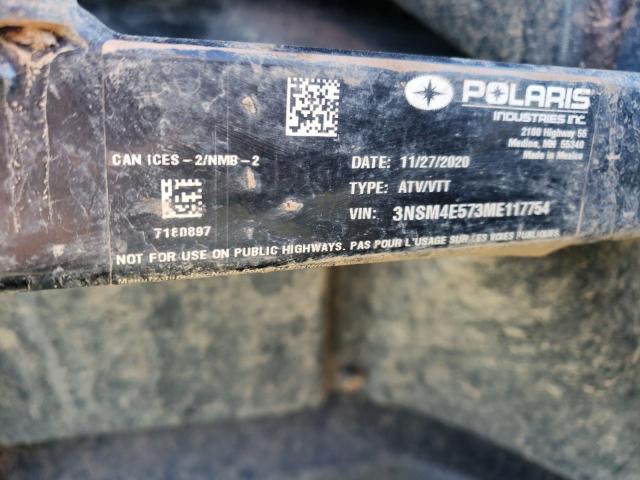 POLARIS
INDUSTRIES INC.
2100 Highway 55
Medina, MN 55340
Made in Mexico
CAN ICES - 2/NMB - 2
DATE: 11/27/2020
TYPE: ATV/VTT
VIN: 3NSM4E573ME117754
7180897
NOT FOR USE ON PUBLIC HIGHWAYS. PAS POUR L'USAGE SUR LES VOIES PUBLIQUES.